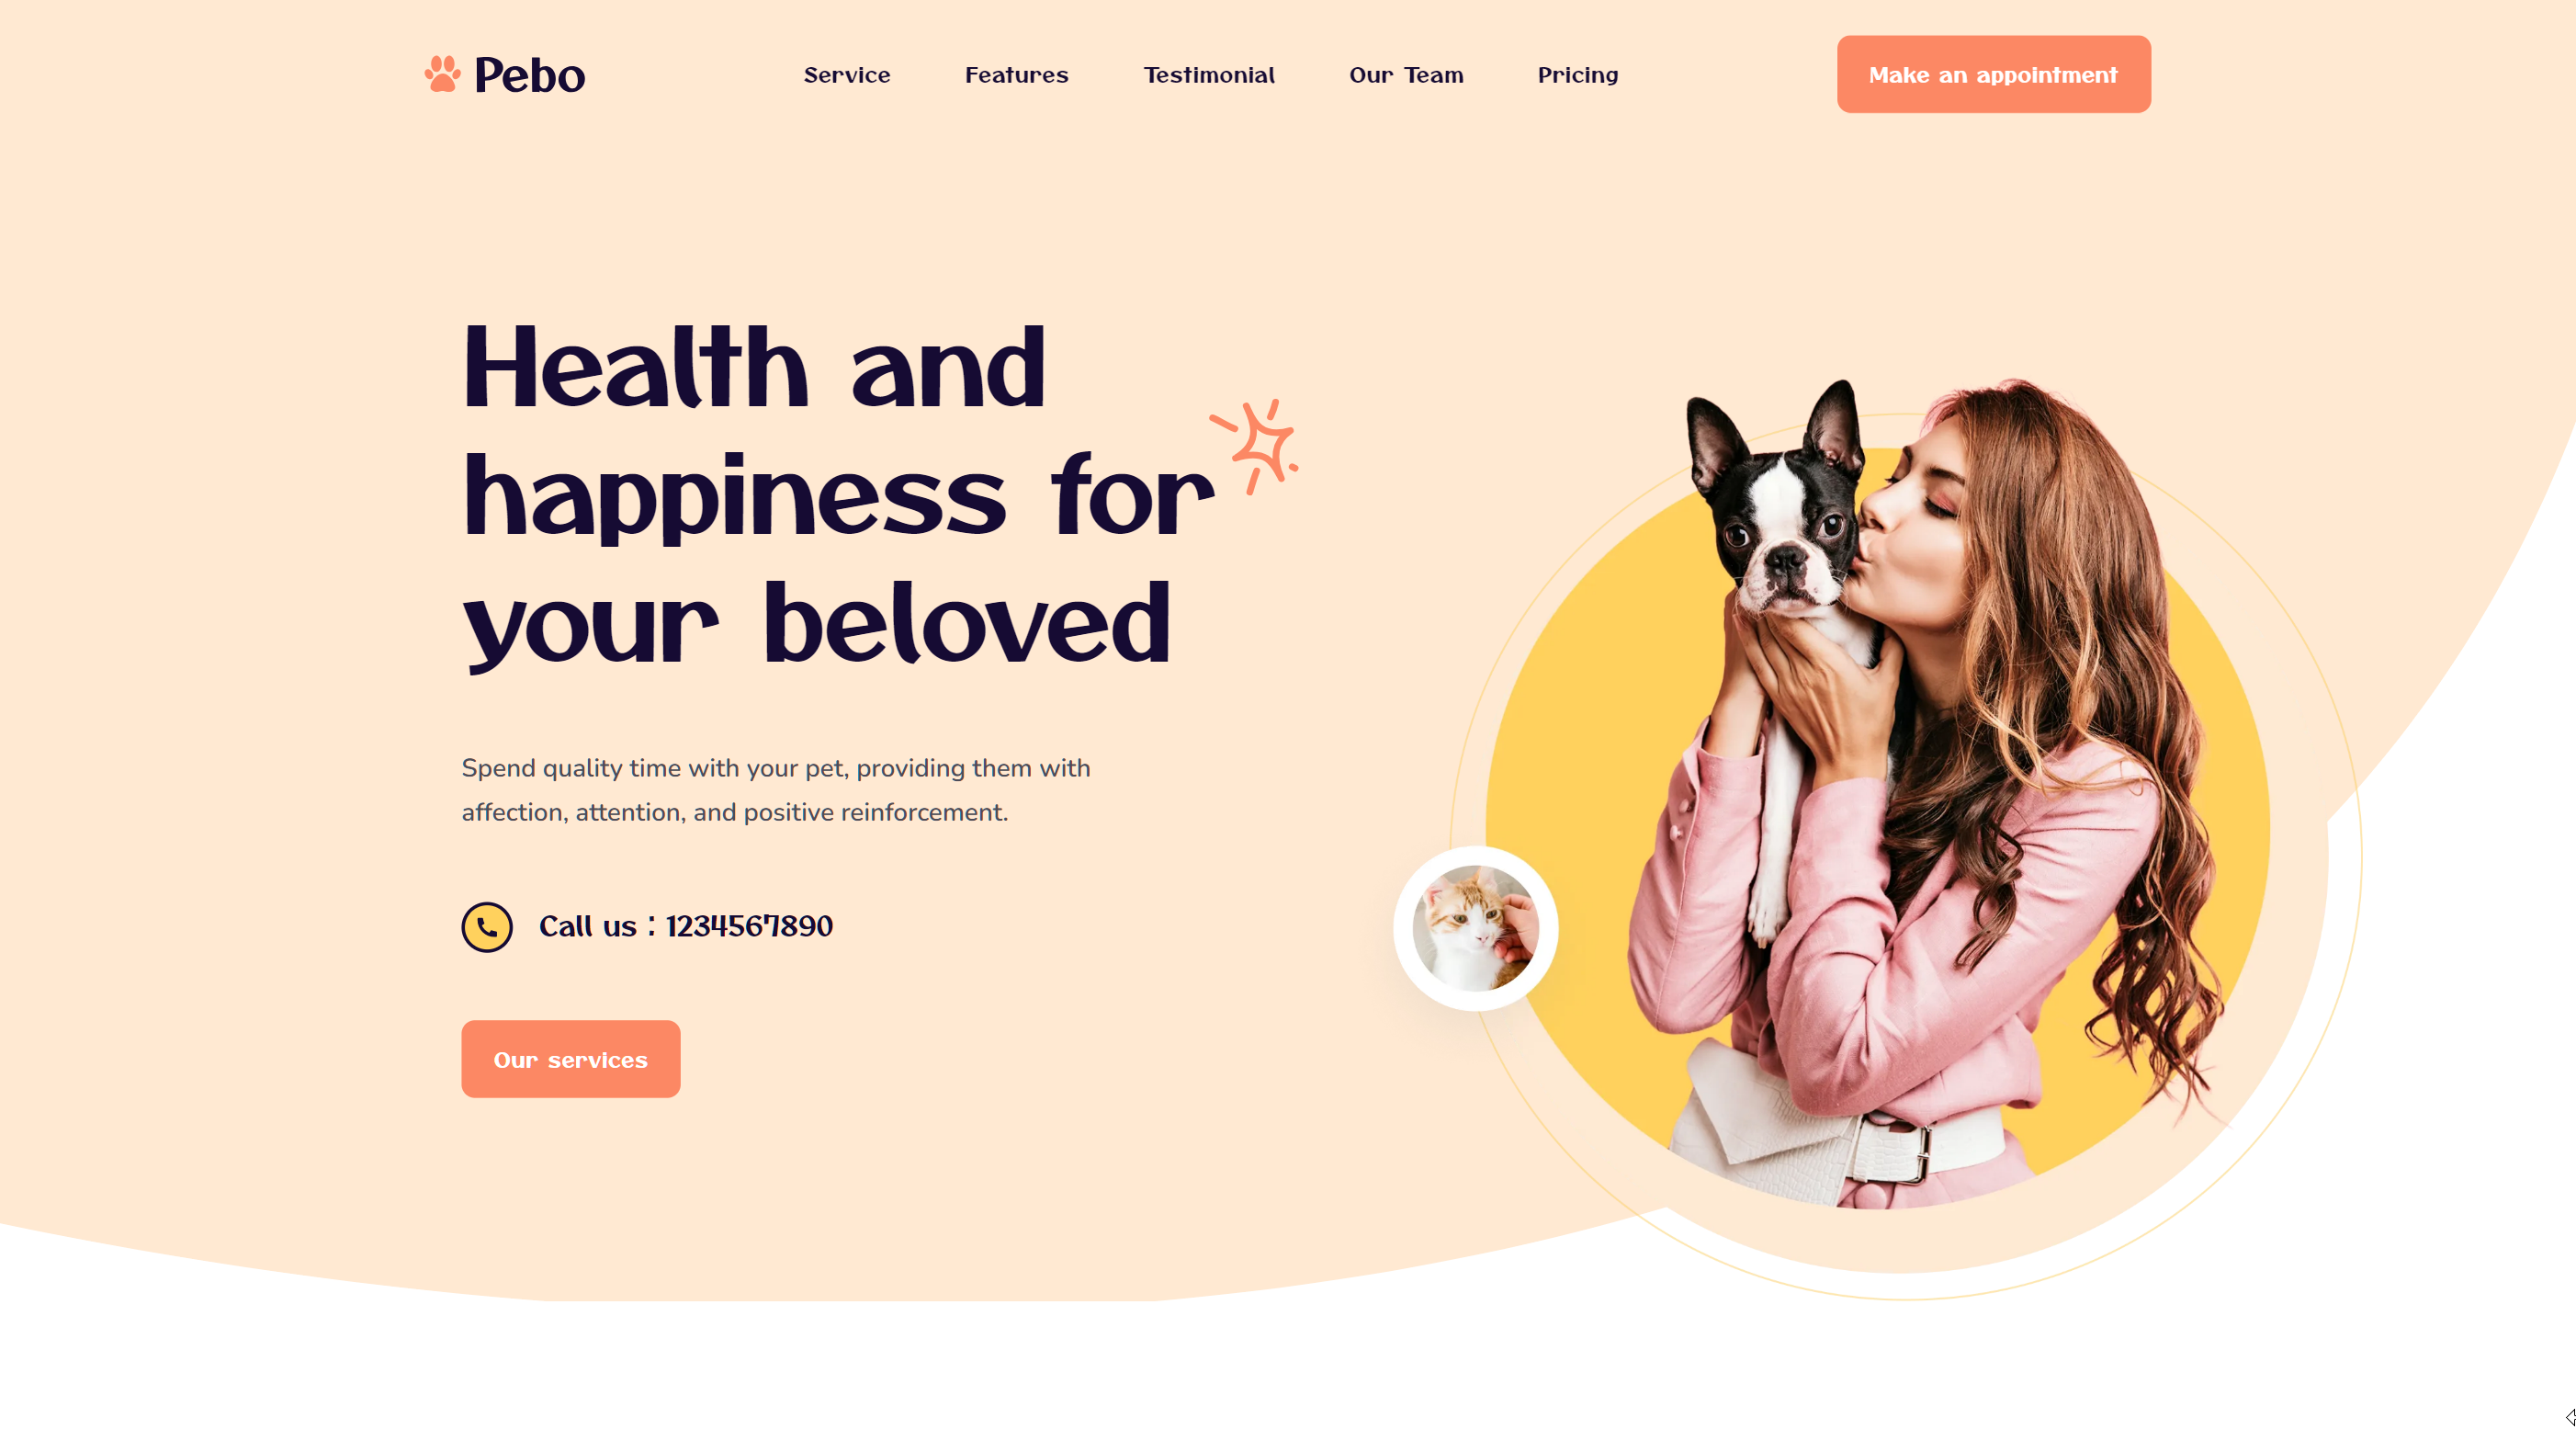 Pebo
Service
Features
Testimonial
Our Team
Pricing
Make an appointment
Health and
happiness for
your beloved
Spend quality time with your pet, providing them with
affection, attention, and positive reinforcement.
Call us : 1234567890
Our services